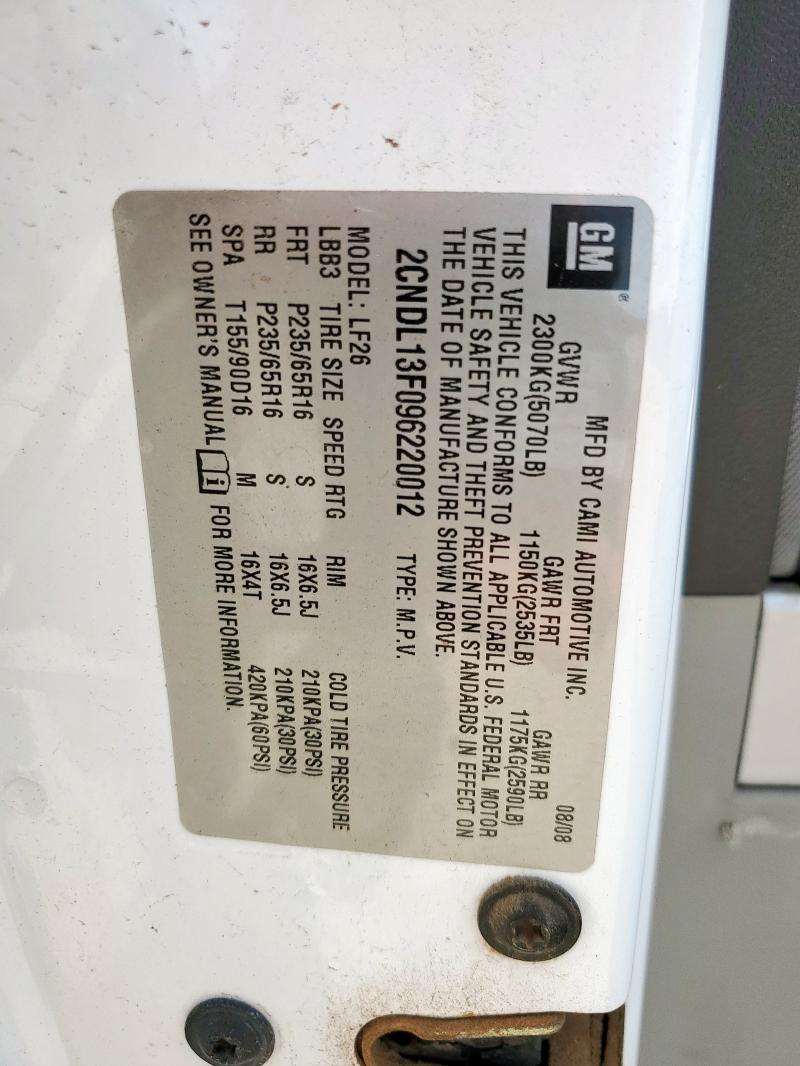 GM®
MFD BY CAMI AUTOMOTIVE INC. 08/08
GVWR GAWR FRT GAWR RR
2300KG(5070LB) 1150KG(2535LB) 1175KG(2590LB)
THIS VEHICLE CONFORMS TO ALL APPLICABLE U.S. FEDERAL MOTOR
VEHICLE SAFETY AND THEFT PREVENTION STANDARDS IN EFFECT ON
THE DATE OF MANUFACTURE SHOWN ABOVE.
2CNDL13F096220012 TYPE: M.P.V.
MODEL: LF26
LBB3 TIRE SIZE SPEED RTG RIM COLD TIRE PRESSURE
FRT P235/65R16 S 16X6.5J 210KPA(30PSI)
RR P235/65R16 S 16X6.5J 210KPA(30PSI)
SPA T155/90D16 M 16X4T 420KPA(60PSI)
SEE OWNER'S MANUAL i FOR MORE INFORMATION.